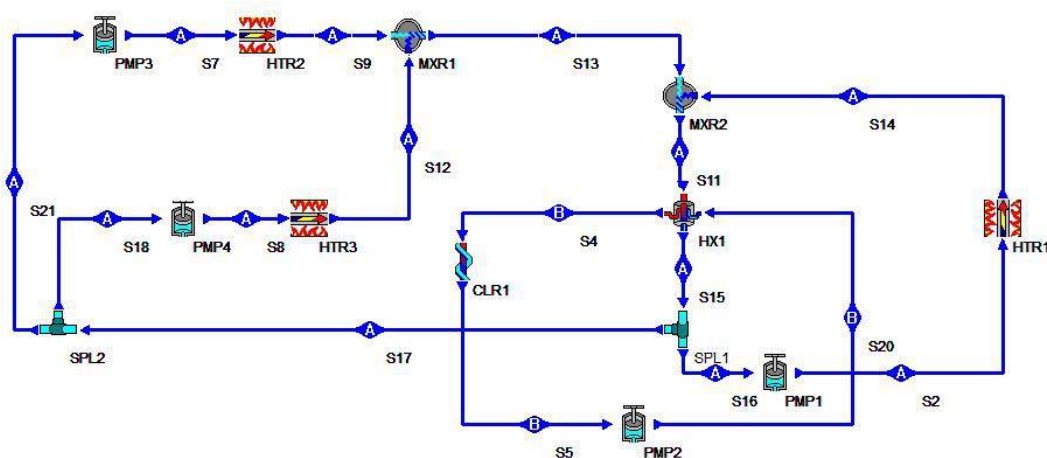 A A A
PMP3 S7 HTR2 S9 MXR1 S13
A
MXR2 S14
A A
S12 S11
A
S21 A A B
S18 PMP4 S8 HTR3 S4 HX1 HTR1
A
CLR1 S15
A B
SPL2 S17 SPL1 S20
A A
S16 PMP1 S2
B
S5 PMP2